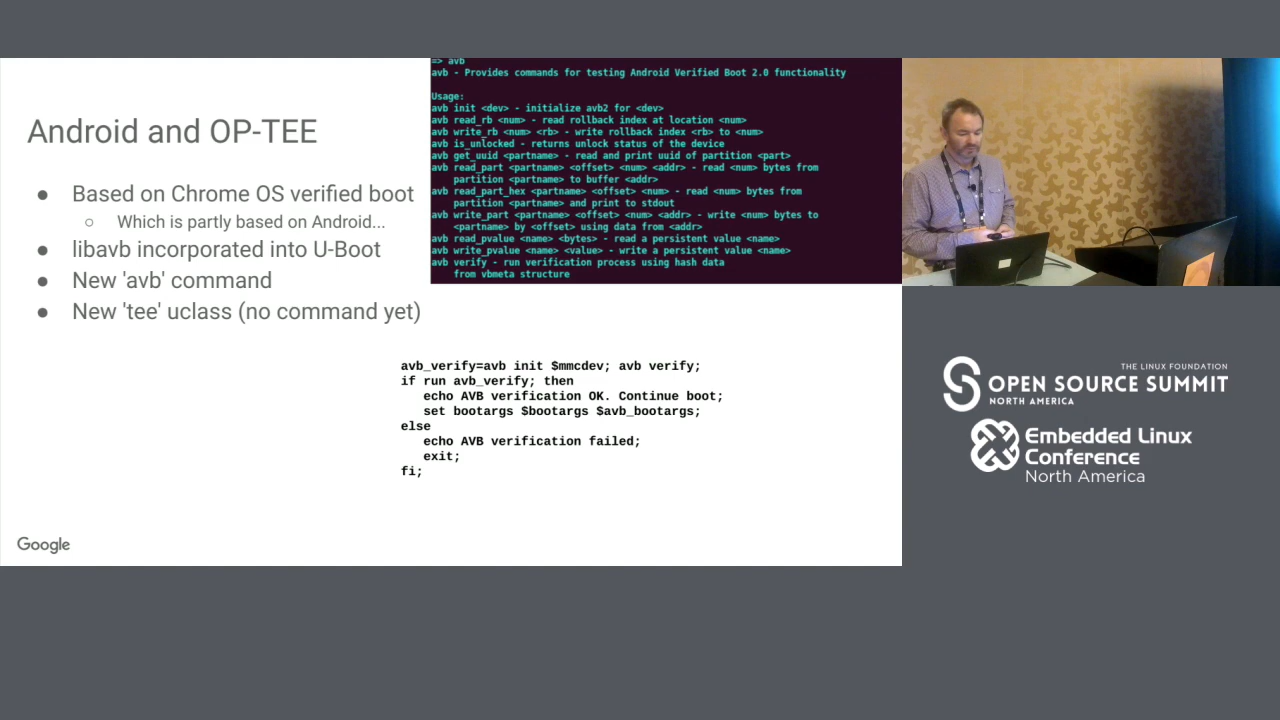 Android and OP-TEE
● Based on Chrome OS verified boot
○ Which is partly based on Android...
● libavb incorporated into U-Boot
● New 'avb' command
● New 'tee' uclass (no command yet)
=> avb
avb - Provides commands for testing Android Verified Boot 2.0 functionality
Usage:
avb init <dev> - initialize avb2 for <dev>
avb read_rb <num> - read rollback index at location <num>
avb write_rb <num> <rb> - write rollback index <rb> to <num>
avb is_unlocked - returns unlock status of the device
avb get_uuid <partname> - read and print uuid of partition <part>
avb read_part <partname> <offset> <num> <addr> - read <num> bytes from
partition <partname> to buffer <addr>
avb read_part_hex <partname> <offset> <num> - read <num> bytes from
partition <partname> and print to stdout
avb write_part <partname> <offset> <num> <addr> - write <num> bytes to
<partname> by <offset> using data from <addr>
avb read_pvalue <name> <bytes> - read a persistent value <name>
avb write_pvalue <name> <value> - write a persistent value <name>
avb verify - run verification process using hash data
from vbmeta structure
avb_verify=avb init $mmcdev; avb verify;
if run avb_verify; then
echo AVB verification OK. Continue boot;
set bootargs $bootargs $avb_bootargs;
else
echo AVB verification failed;
exit;
fi;
Google
THE LINUX FOUNDATION
OPEN SOURCE SUMMIT
NORTH AMERICA
Embedded Linux
Conference
North America